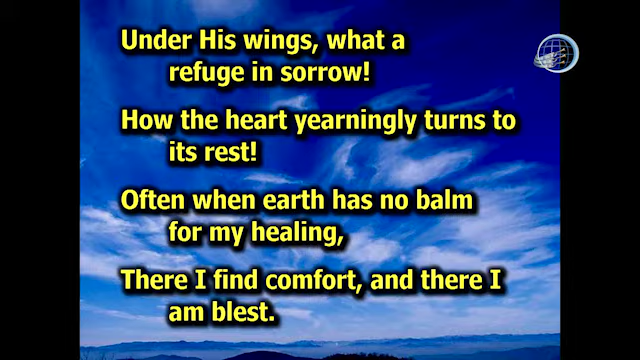 Under His wings, what a
refuge in sorrow!
How the heart yearningly turns to
its rest!
Often when earth has no balm
for my healing,
There I find comfort, and there I
am blest.